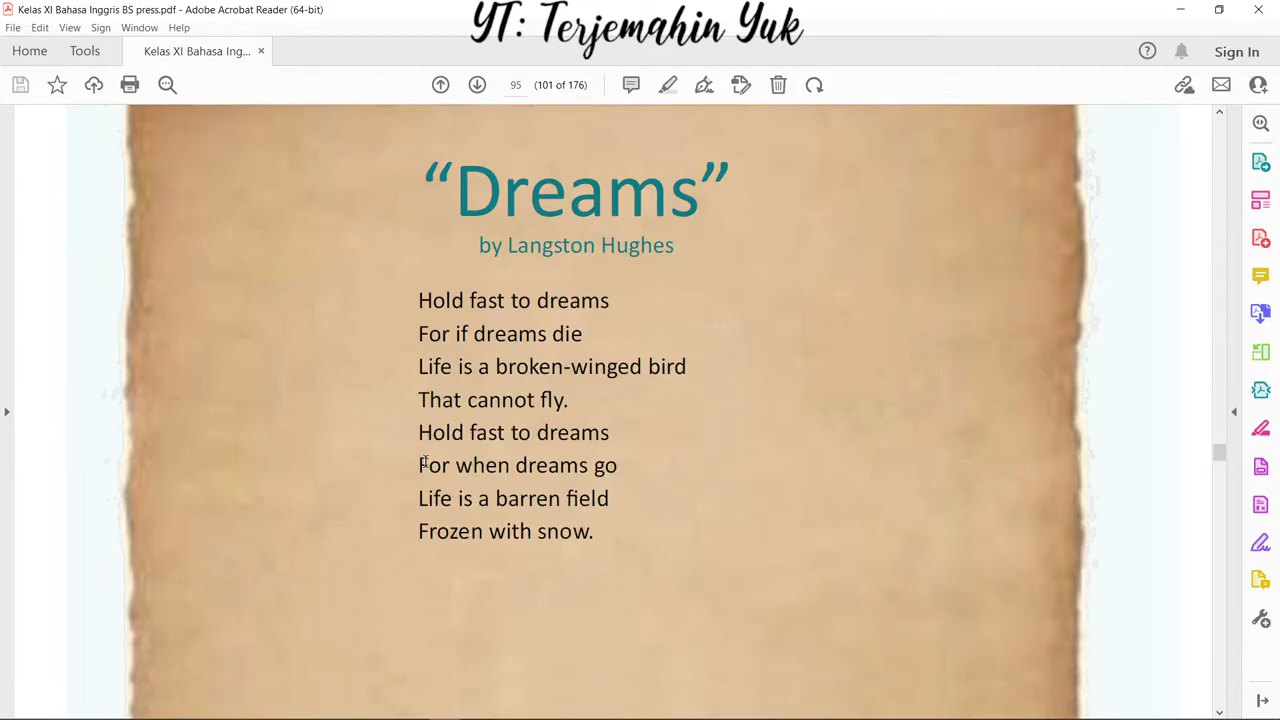 Kelas XI Bahasa Inggris BS press.pdf - Adobe Acrobat Reader (64-bit)
YT: Terjemahin Yuk
File Edit View Sign Window Help
Home Tools Kelas XI Bahasa Ing... × Sign In
95 (101 of 176)
“Dreams”
by Langston Hughes
Hold fast to dreams
For if dreams die
Life is a broken-winged bird
That cannot fly.
Hold fast to dreams
For when dreams go
Life is a barren field
Frozen with snow.